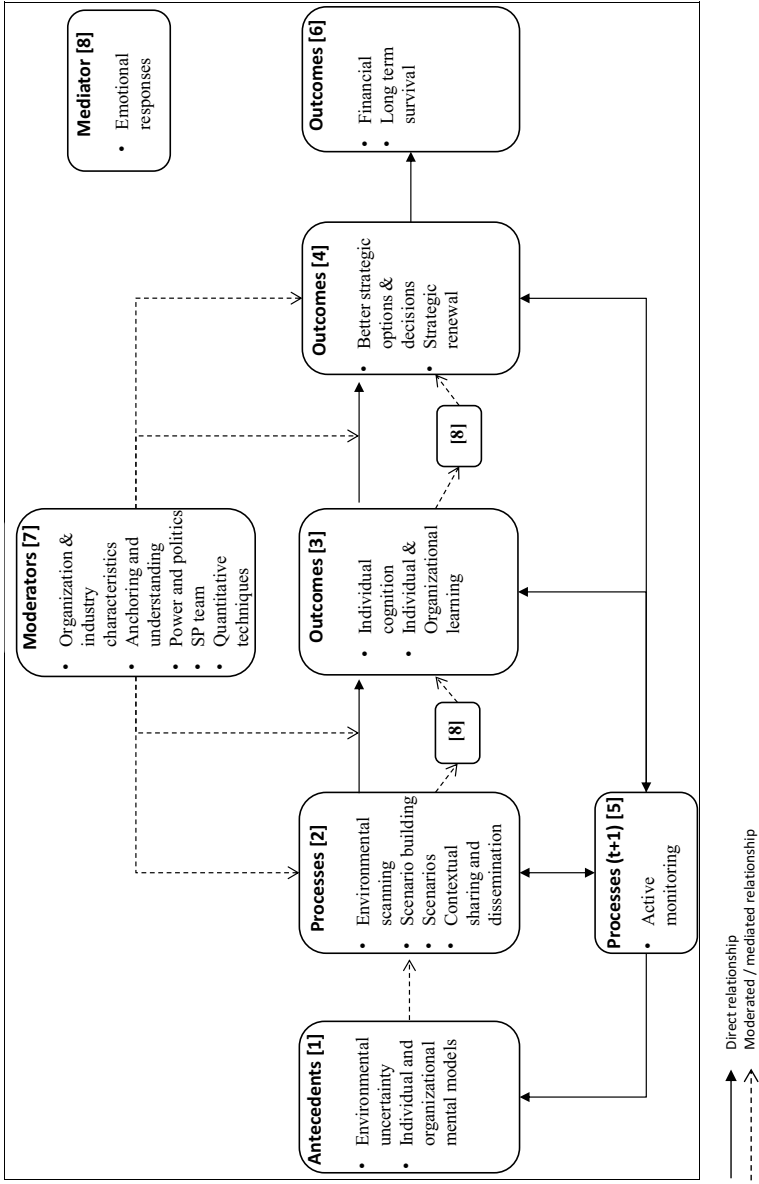 Mediator [8]
• Emotional
responses
Moderators [7]
• Organization &
industry
characteristics
• Anchoring and
understanding
• Power and politics
• SP team
• Quantitative
techniques
Antecedents [1]
• Environmental
uncertainty
• Individual and
organizational
mental models
Processes [2]
• Environmental
scanning
• Scenario building
• Scenarios
• Contextual
sharing and
dissemination
[8]
Outcomes [3]
• Individual
cognition
• Individual &
Organizational
learning
[8]
Outcomes [4]
• Better strategic
options &
decisions
• Strategic
renewal
Outcomes [6]
• Financial
• Long term
survival
Processes (t+1) [5]
• Active
monitoring
Direct relationship
Moderated / mediated relationship